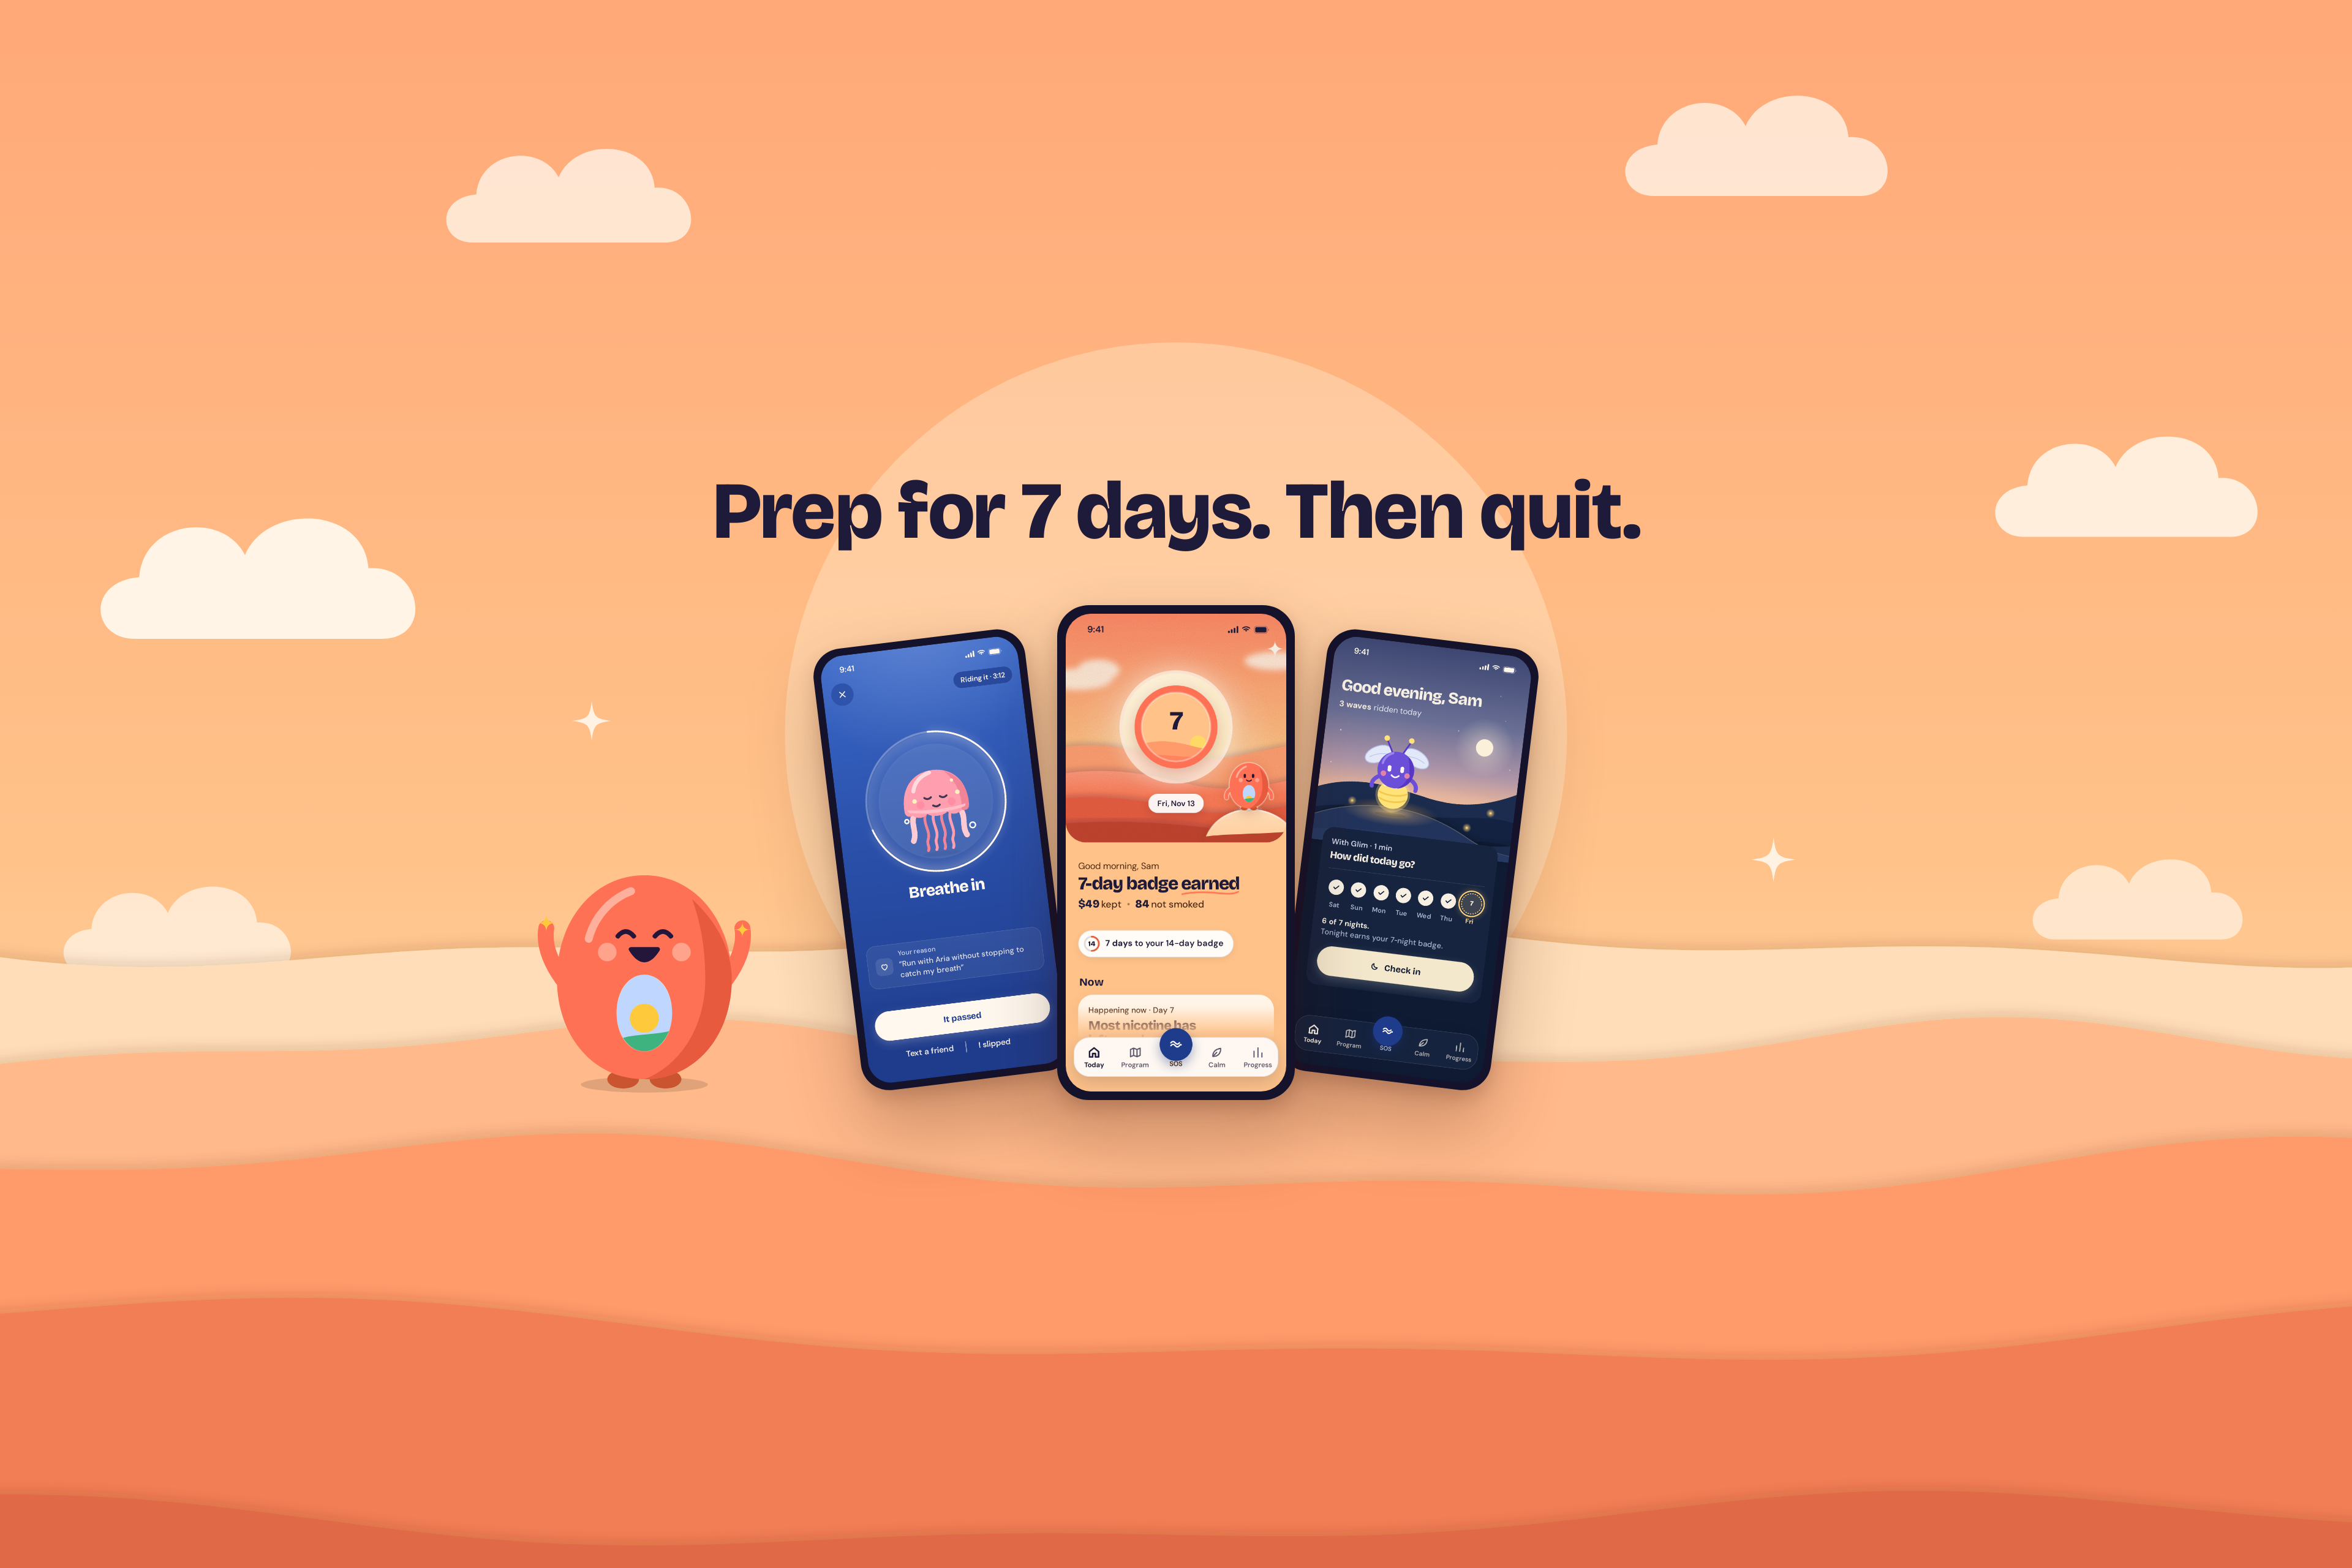 Prep for 7 days. Then quit.
9:41
Riding it · 3:12
Breathe in
Your reason
"Run with Aria without stopping to
catch my breath"
It passed
Text a friend
I slipped
9:41
7
Fri, Nov 13
Good morning, Sam
7-day badge earned
$49 kept · 84 not smoked
14
7 days to your 14-day badge
Now
Happening now · Day 7
Most nicotine has
Today
Program
SOS
Calm
Progress
9:41
Good evening, Sam
3 waves ridden today
With Glim · 1 min
How did today go?
7
Sat Sun Mon Tue Wed Thu Fri
6 of 7 nights.
Tonight earns your 7-night badge.
Check in
Today
Program
SOS
Calm
Progress